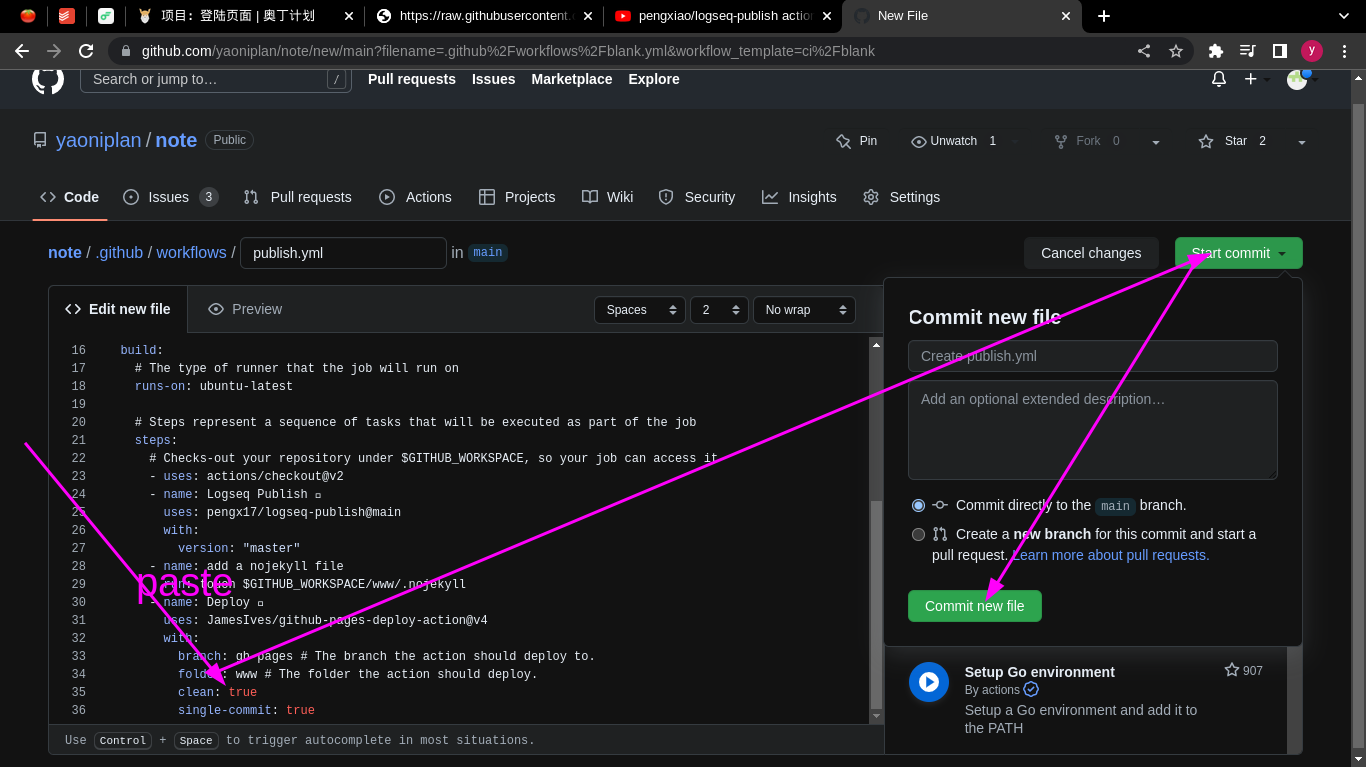 项目: 登陆页面 | 奥丁计划
https://raw.githubusercontent.
pengxiao/logseq-publish action
New File
github.com/yaoniplan/note/new/main?filename=.github%2Fworkflows%2Fblank.yml&workflow_template=ci%2Fblank
y
Search or jump to…
/
Pull requests
Issues
Marketplace
Explore
yaoniplan / note
Public
Pin
Unwatch 1
Fork 0
Star 2
Code
Issues 3
Pull requests
Actions
Projects
Wiki
Security
Insights
Settings
note / .github / workflows / publish.yml in main
Cancel changes
Start commit
Edit new file
Preview
Spaces
2
No wrap
16 build:
17 # The type of runner that the job will run on
18 runs-on: ubuntu-latest
19
20 # Steps represent a sequence of tasks that will be executed as part of the job
21 steps:
22 # Checks-out your repository under $GITHUB_WORKSPACE, so your job can access it
23 - uses: actions/checkout@v2
24 - name: Logseq Publish
25 uses: pengx17/logseq-publish@main
26 with:
27 version: "master"
28 - name: add a nojekyll file
29 run: touch $GITHUB_WORKSPACE/www/.nojekyll
30 - name: Deploy
31 uses: JamesIves/github-pages-deploy-action@v4
32 with:
33 branch: gh-pages # The branch the action should deploy to.
34 folder: www # The folder the action should deploy.
35 clean: true
36 single-commit: true
paste
Use Control + Space to trigger autocomplete in most situations.
Commit new file
Create publish.yml
Add an optional extended description…
Commit directly to the main branch.
Create a new branch for this commit and start a
pull request. Learn more about pull requests.
Commit new file
Setup Go environment
907
By actions
Setup a Go environment and add it to
the PATH